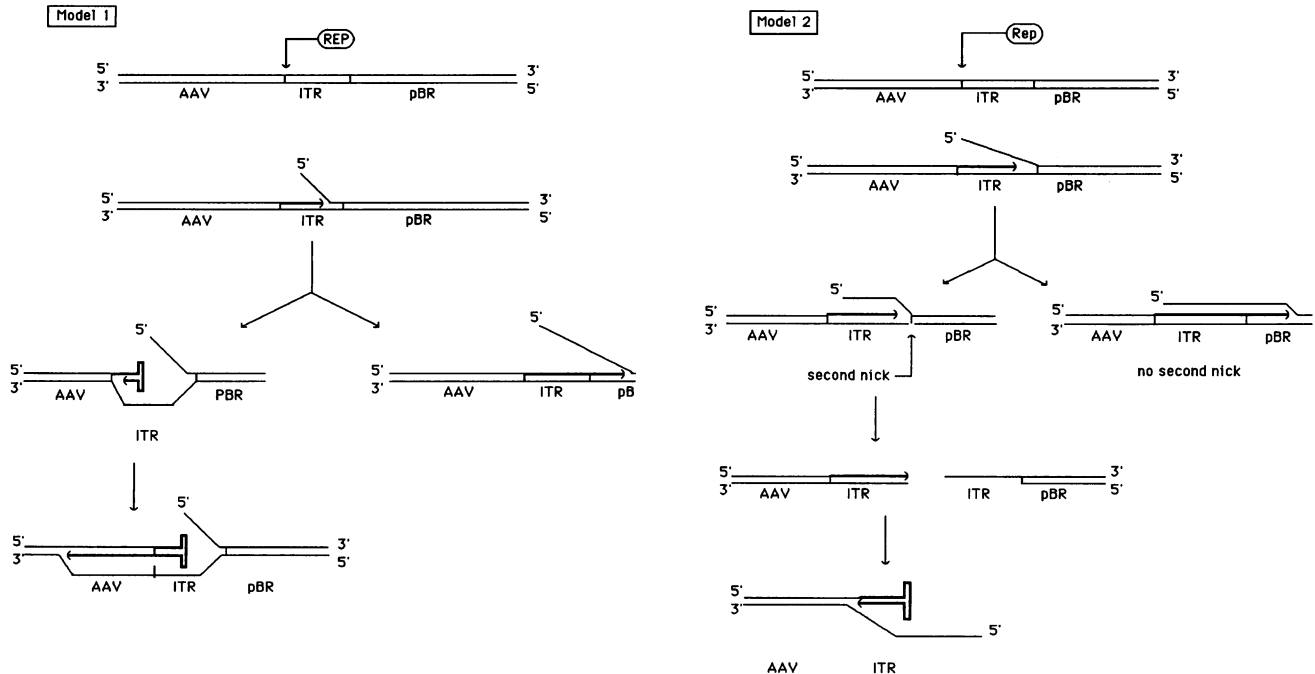 Model 1
REP
5' 3'
3' 5'
AAV ITR pBR
5'
5' 3'
3' 5'
AAV ITR pBR
5' 5'
5' 5'
3' 3'
AAV PBR AAV ITR pB
ITR
5'
5' 3'
3' 5'
AAV ITR pBR
Model 2
Rep
5' 3'
3' 5'
AAV ITR pBR
5'
5' 3'
3' 5'
AAV ITR pBR
5' 5'
5' 5'
3' 3'
AAV ITR pBR AAV ITR pBR
second nick no second nick
5' 3'
3' 5'
AAV ITR ITR pBR
5'
3'
5'
AAV ITR